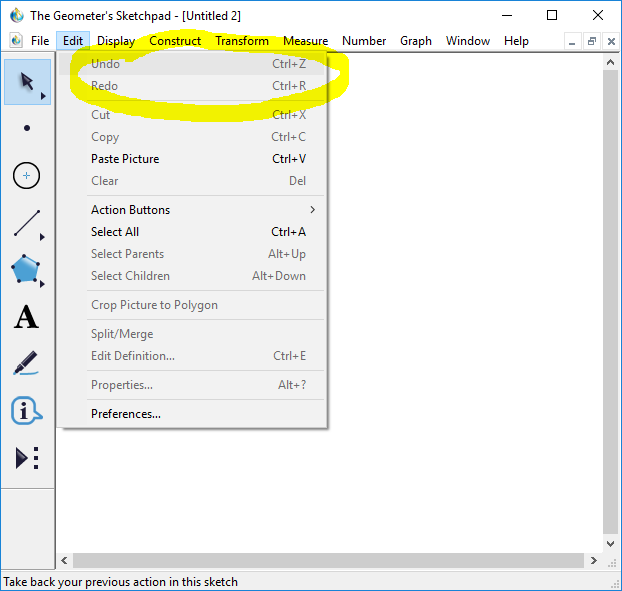 The Geometer's Sketchpad - [Untitled 2]
File Edit Display Construct Transform Measure Number Graph Window Help
Undo Ctrl+Z
Redo Ctrl+R
Cut Ctrl+X
Copy Ctrl+C
Paste Picture Ctrl+V
Clear Del
Action Buttons
Select All Ctrl+A
Select Parents Alt+Up
Select Children Alt+Down
Crop Picture to Polygon
Split/Merge
Edit Definition... Ctrl+E
Properties... Alt+?
Preferences...
A
i
Take back your previous action in this sketch